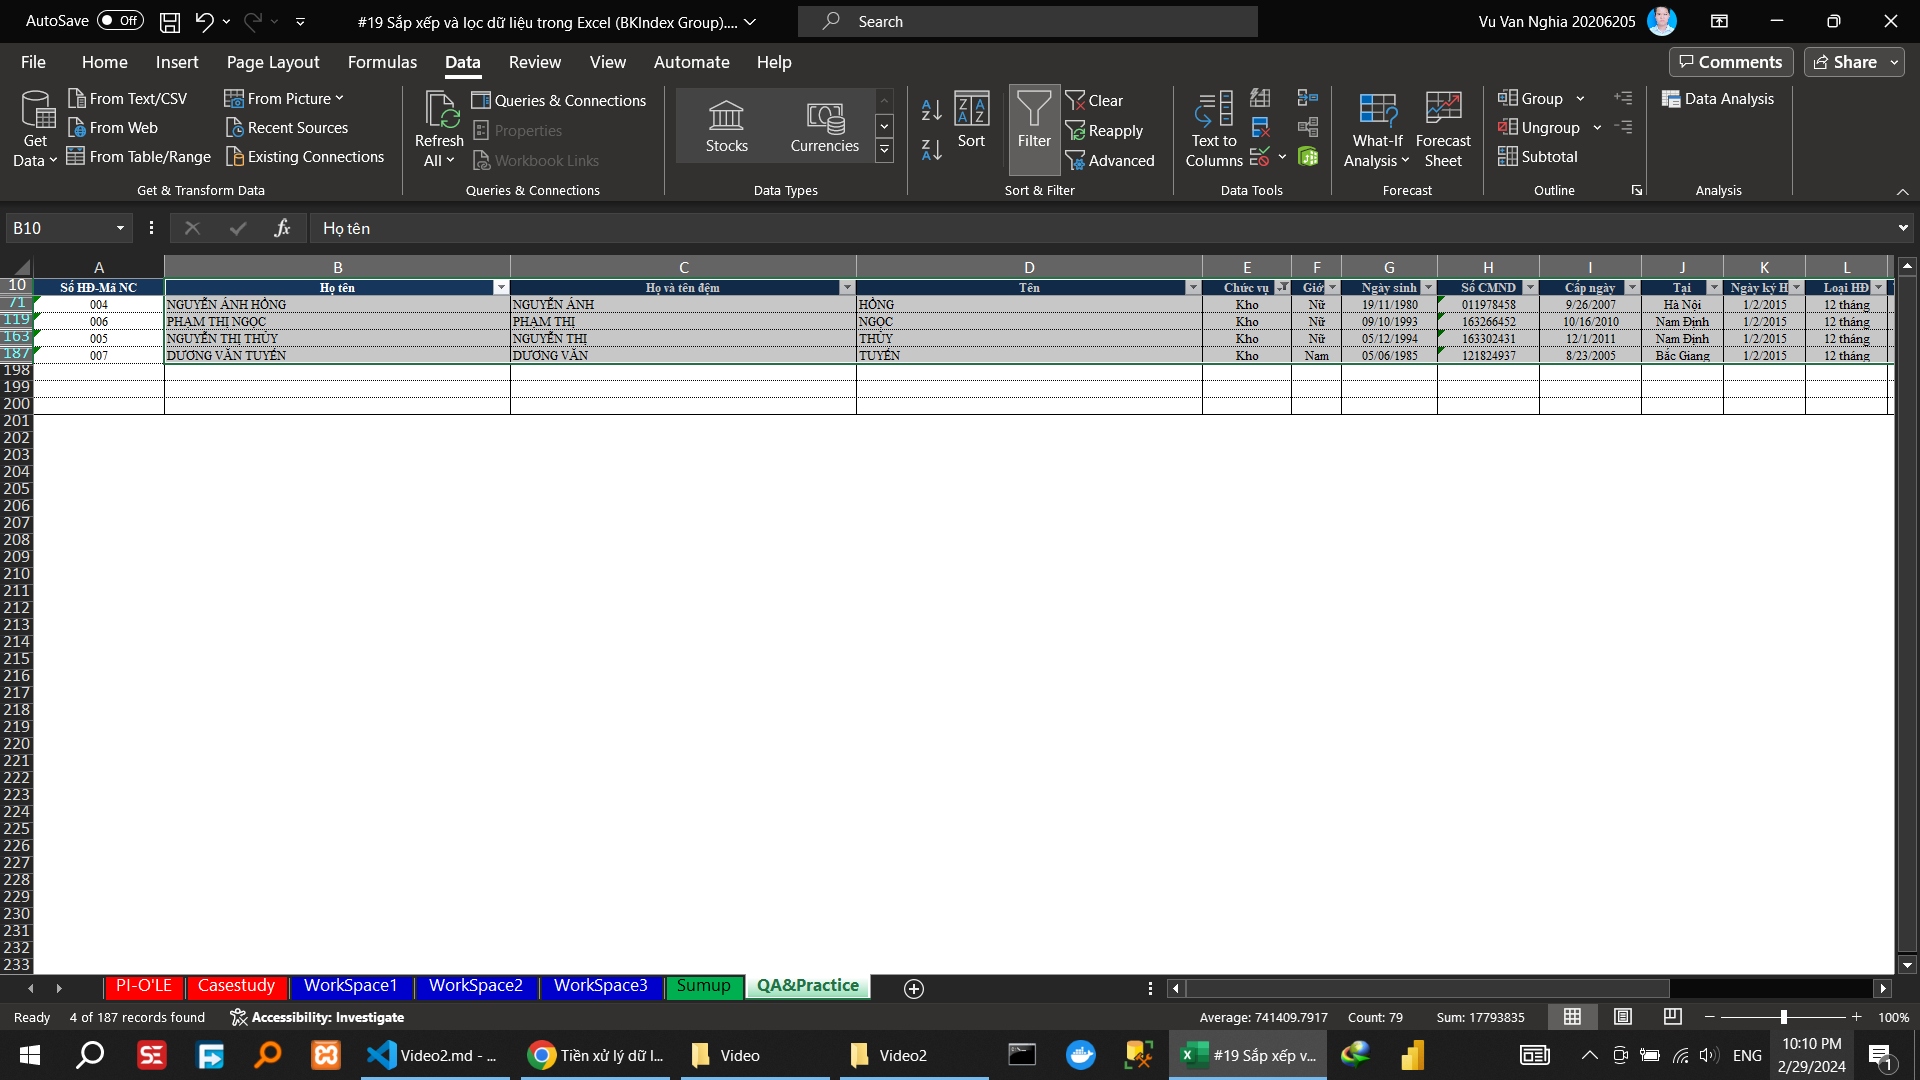 AutoSave Off #19 Sắp xếp và lọc dữ liệu trong Excel (BKIndex Group).... Search Vu Van Nghia 20206205
File Home Insert Page Layout Formulas Data Review View Automate Help Comments Share
Get Data From Text/CSV From Web From Table/Range From Picture Recent Sources Existing Connections
Refresh All Queries & Connections Properties Workbook Links
Stocks Currencies
Sort Filter Clear Reapply Advanced
Text to Columns
What-If Analysis Forecast Sheet
Group Ungroup Subtotal
Data Analysis
Get & Transform Data Queries & Connections Data Types Sort & Filter Data Tools Forecast Outline Analysis
B10 fx Họ tên
A B C D E F G H I J K L
10 Số HĐ-Mã NC Họ tên Họ và tên đệm Tên Chức vụ Giớ Ngày sinh Số CMND Cấp ngày Tại Ngày ký H Loại HĐ
71 004 NGUYỄN ÁNH HỒNG NGUYỄN ÁNH HỒNG Kho Nữ 19/11/1980 011978458 9/26/2007 Hà Nội 1/2/2015 12 tháng
119 006 PHẠM THỊ NGỌC PHẠM THỊ NGỌC Kho Nữ 09/10/1993 163266452 10/16/2010 Nam Định 1/2/2015 12 tháng
163 005 NGUYỄN THỊ THÙY NGUYỄN THỊ THÙY Kho Nữ 05/12/1994 163302431 12/1/2011 Nam Định 1/2/2015 12 tháng
187 007 DƯƠNG VĂN TUYẾN DƯƠNG VĂN TUYẾN Kho Nam 05/06/1985 121824937 8/23/2005 Bắc Giang 1/2/2015 12 tháng
198
199
200
201
202
203
204
205
206
207
208
209
210
211
212
213
214
215
216
217
218
219
220
221
222
223
224
225
226
227
228
229
230
231
232
233
PI-O'LE Casestudy WorkSpace1 WorkSpace2 WorkSpace3 Sumup QA&Practice
Ready 4 of 187 records found Accessibility: Investigate Average: 741409.7917 Count: 79 Sum: 17793835 100%
Video2.md - ... Tiền xử lý dữ l... Video Video2 #19 Sắp xếp v... ENG 10:10 PM
2/29/2024 1